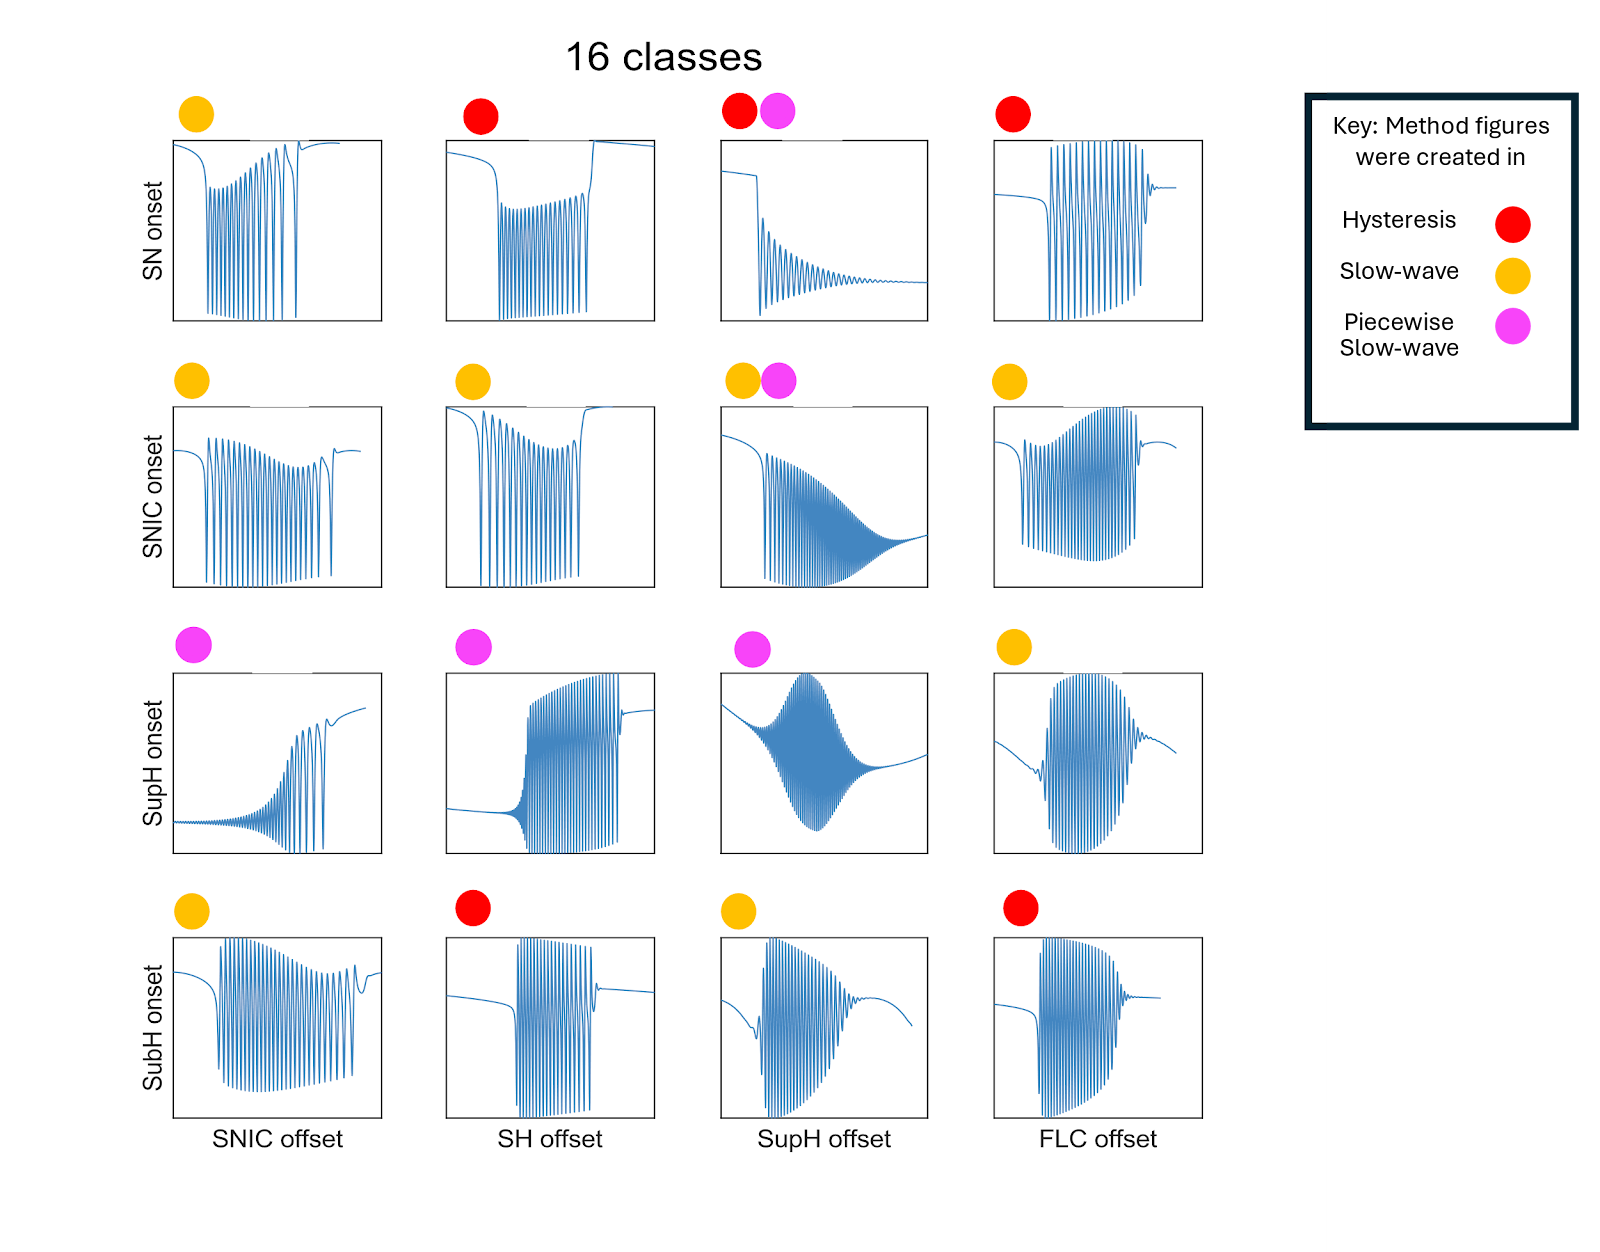 16 classes
Key: Method figures
were created in
Hysteresis
Slow-wave
Piecewise
Slow-wave
SN onset
SNIC onset
SupH onset
SubH onset
SNIC offset
SH offset
SupH offset
FLC offset